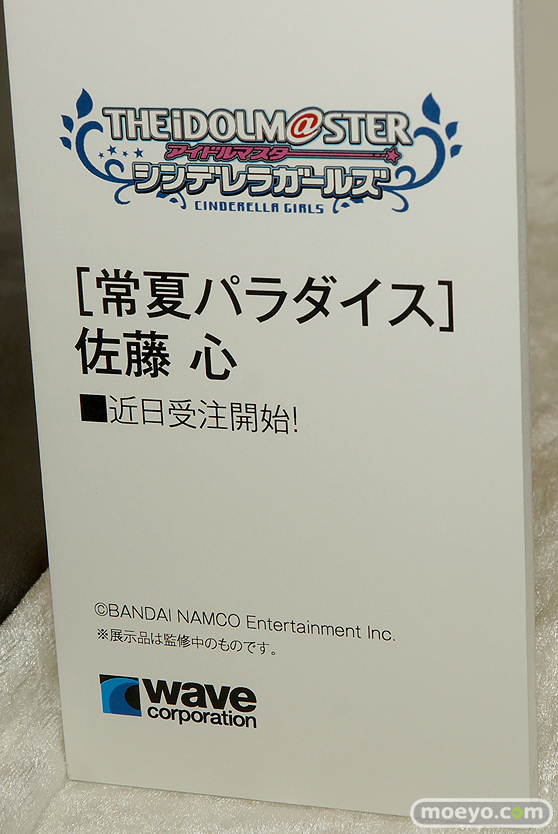 THE iDOLM@STER
アイドルマスター
シンデレラガールズ
CINDERELLA GIRLS
[常夏パラダイス]
佐藤 心
■近日受注開始!
©BANDAI NAMCO Entertainment Inc.
※展示品は監修中のものです。
wave
corporation
moeyo.com